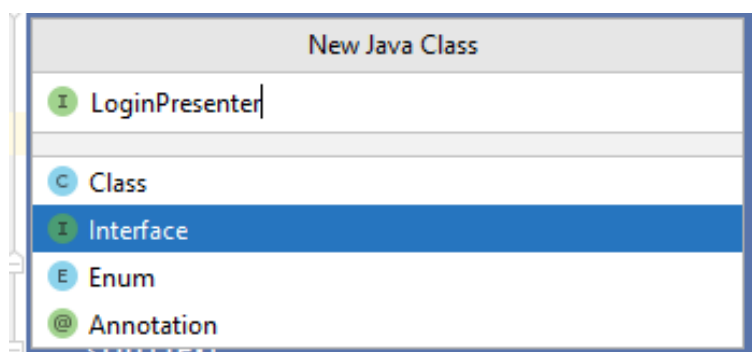 New Java Class
I LoginPresenter
C Class
I Interface
E Enum
@ Annotation